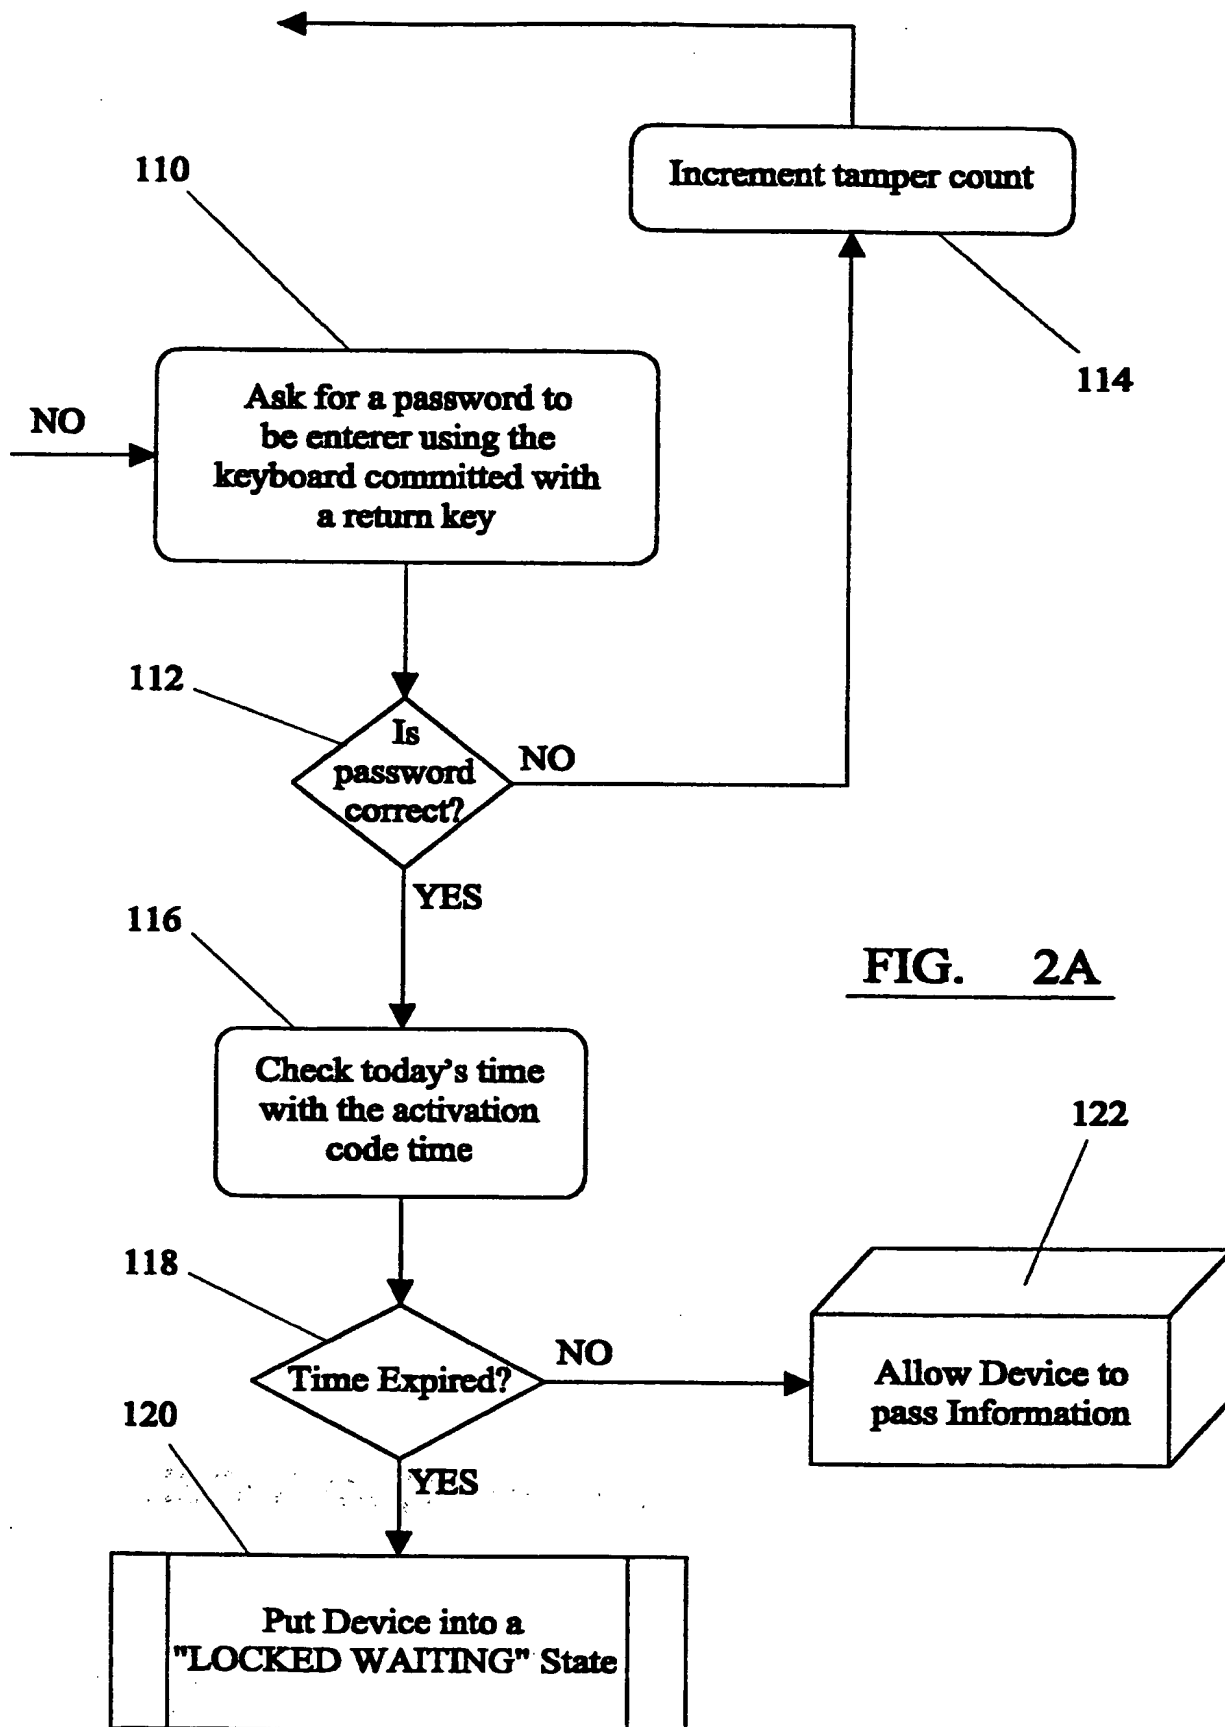 110
Increment tamper count
114
NO
Ask for a password to
be enterer using the
keyboard committed with
a return key
112
Is
password
correct?
NO
YES
116
FIG. 2A
Check today's time
with the activation
code time
122
118
Time Expired?
NO
Allow Device to
pass Information
120
YES
Put Device into a
"LOCKED WAITING" State